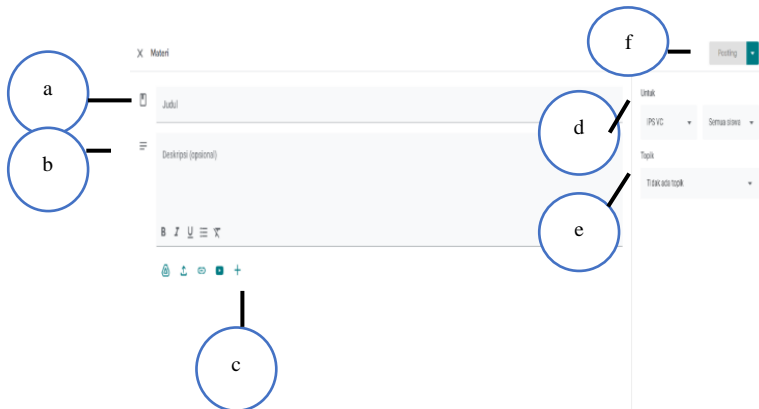 f
X Materi
Posting
a
Judul
Untuk
d
IPS VC
Semua siswa
b
Deskripsi (opsional)
Topik
Tidak ada topik
e
B I U
c